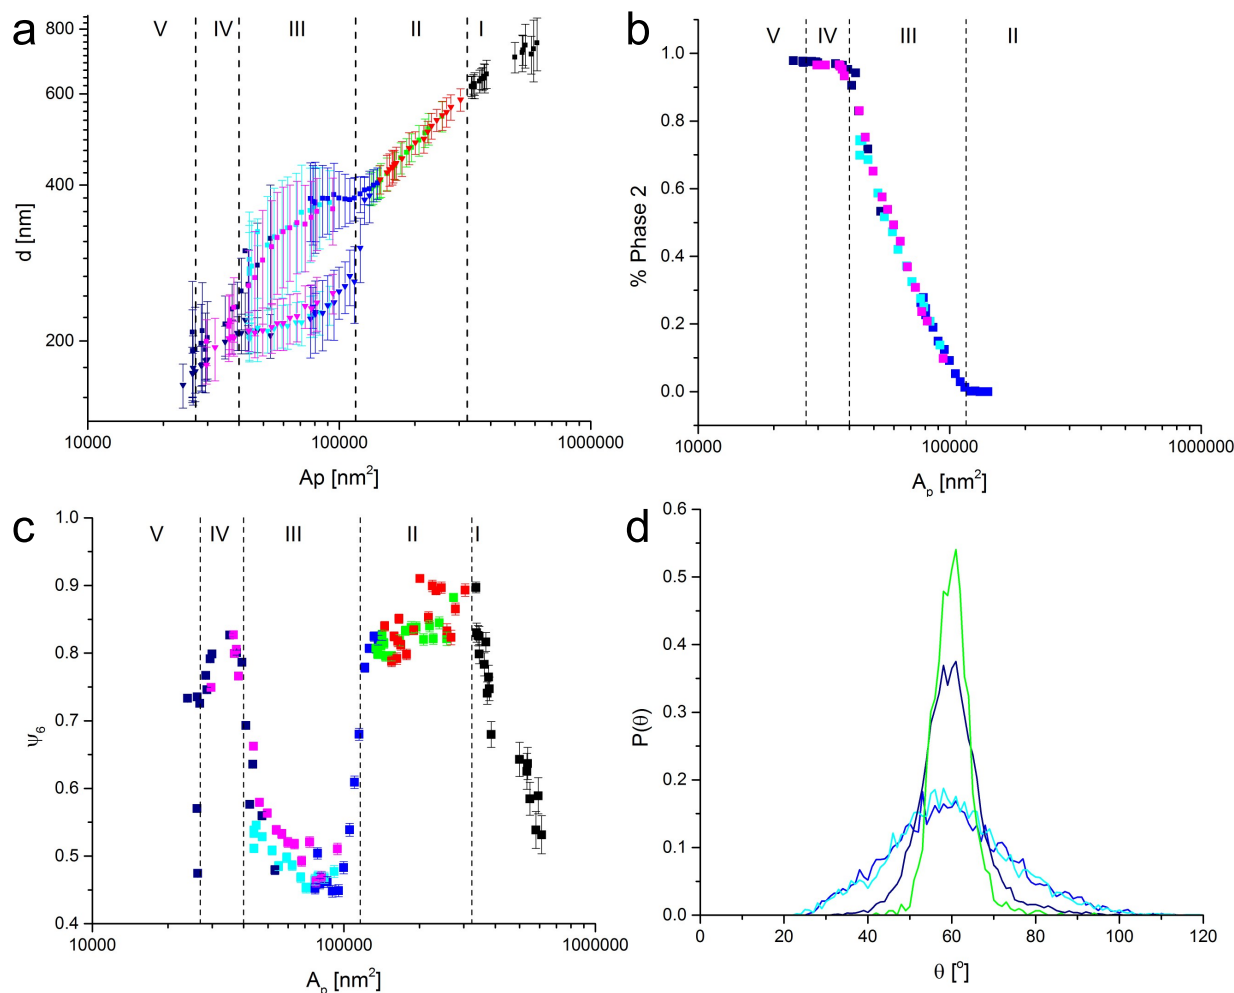 a
V IV III II I
800
600
400
200
d [nm]
10000 100000 1000000
Ap [nm2]
b
V IV III II
1.0
0.8
0.6
0.4
0.2
0.0
% Phase 2
10000 100000 1000000
Ap [nm2]
c
V IV III II I
1.0
0.9
0.8
0.7
0.6
0.5
0.4
Ψ6
10000 100000 1000000
Ap [nm2]
d
0.6
0.5
0.4
0.3
0.2
0.1
0.0
P(θ)
0 20 40 60 80 100 120
θ [o]